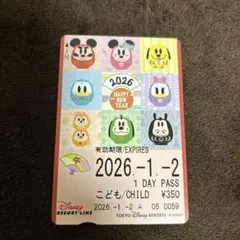 2026
HAPPY
NEW
YEAR
有効期限/EXPIRES
2026.-1.-2
1 DAY PASS
こども/CHILD ¥350
Disney
RESORT LINE
2026.-1.-2 A 05 0059
TOKYO DISNEY RESORT